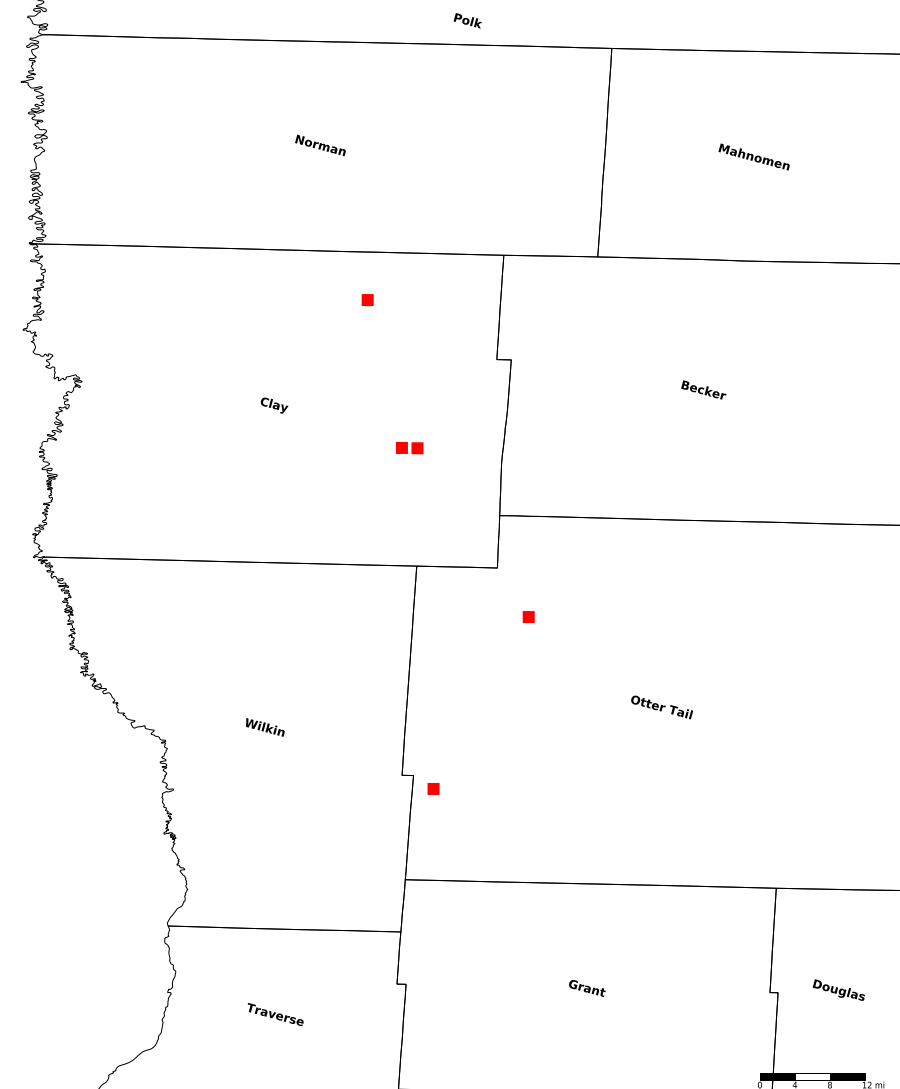 Polk
Norman
Mahnomen
Becker
Clay
Otter Tail
Wilkin
Grant
Douglas
Traverse
0 4 8 12 mi